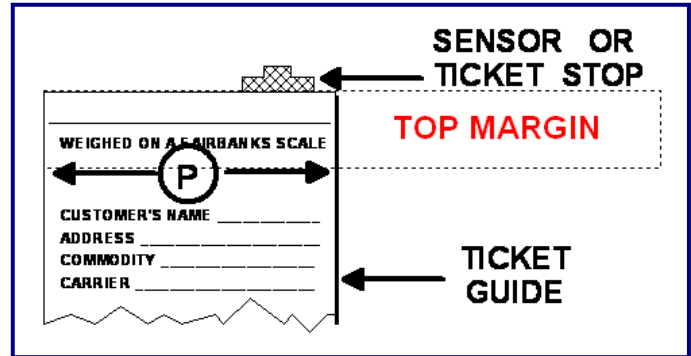 SENSOR OR
TICKET STOP
TOP MARGIN
WEIGHED ON A FAIRBANKS SCALE
P
CUSTOMER'S NAME
ADDRESS
COMMODITY
CARRIER
TICKET
GUIDE